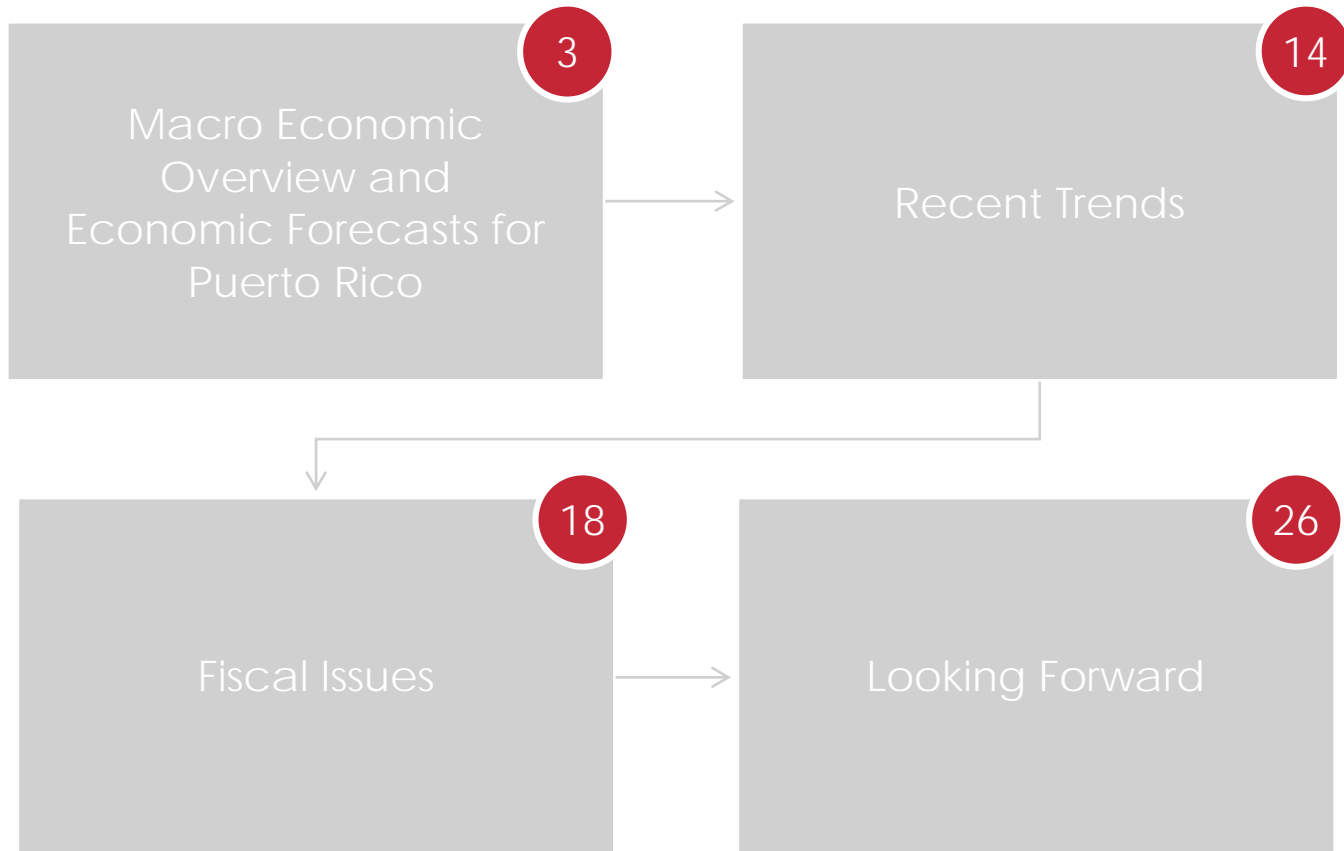 3
Macro Economic
Overview and
Economic Forecasts for
Puerto Rico
14
Recent Trends
18
Fiscal Issues
26
Looking Forward